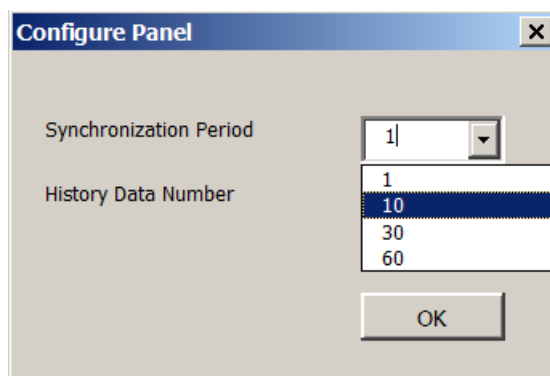 Configure Panel
Synchronization Period
1
1
History Data Number
10
30
60
OK